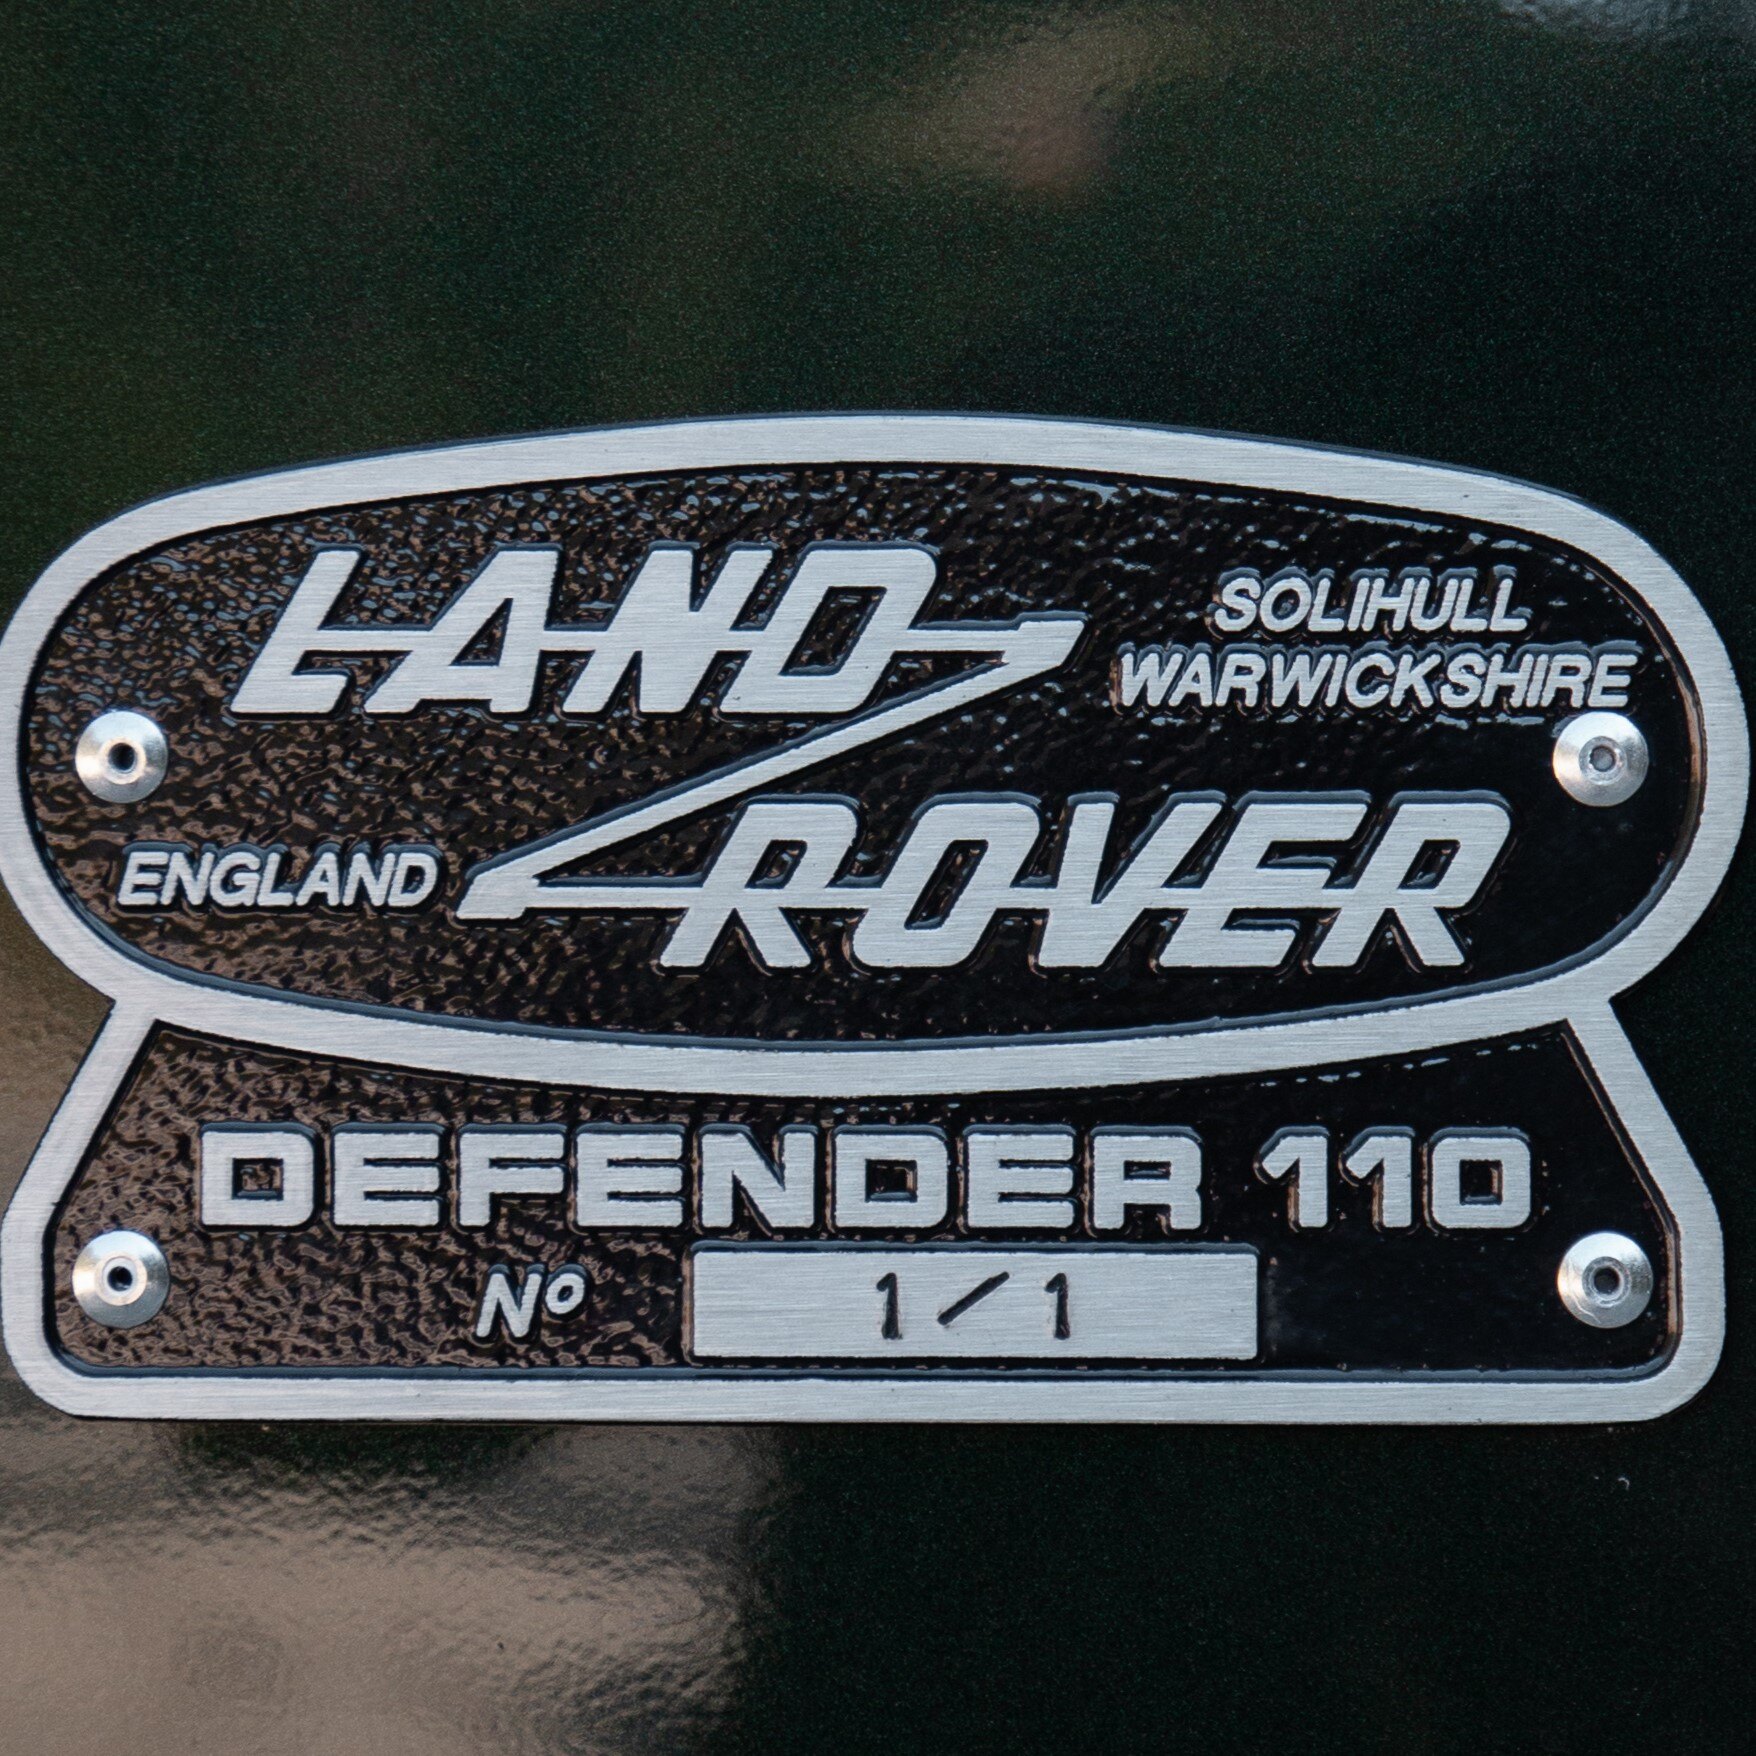 LAND
SOLIHULL
WARWICKSHIRE
ENGLAND
ROVER
DEFENDER 110
Nº 1/1